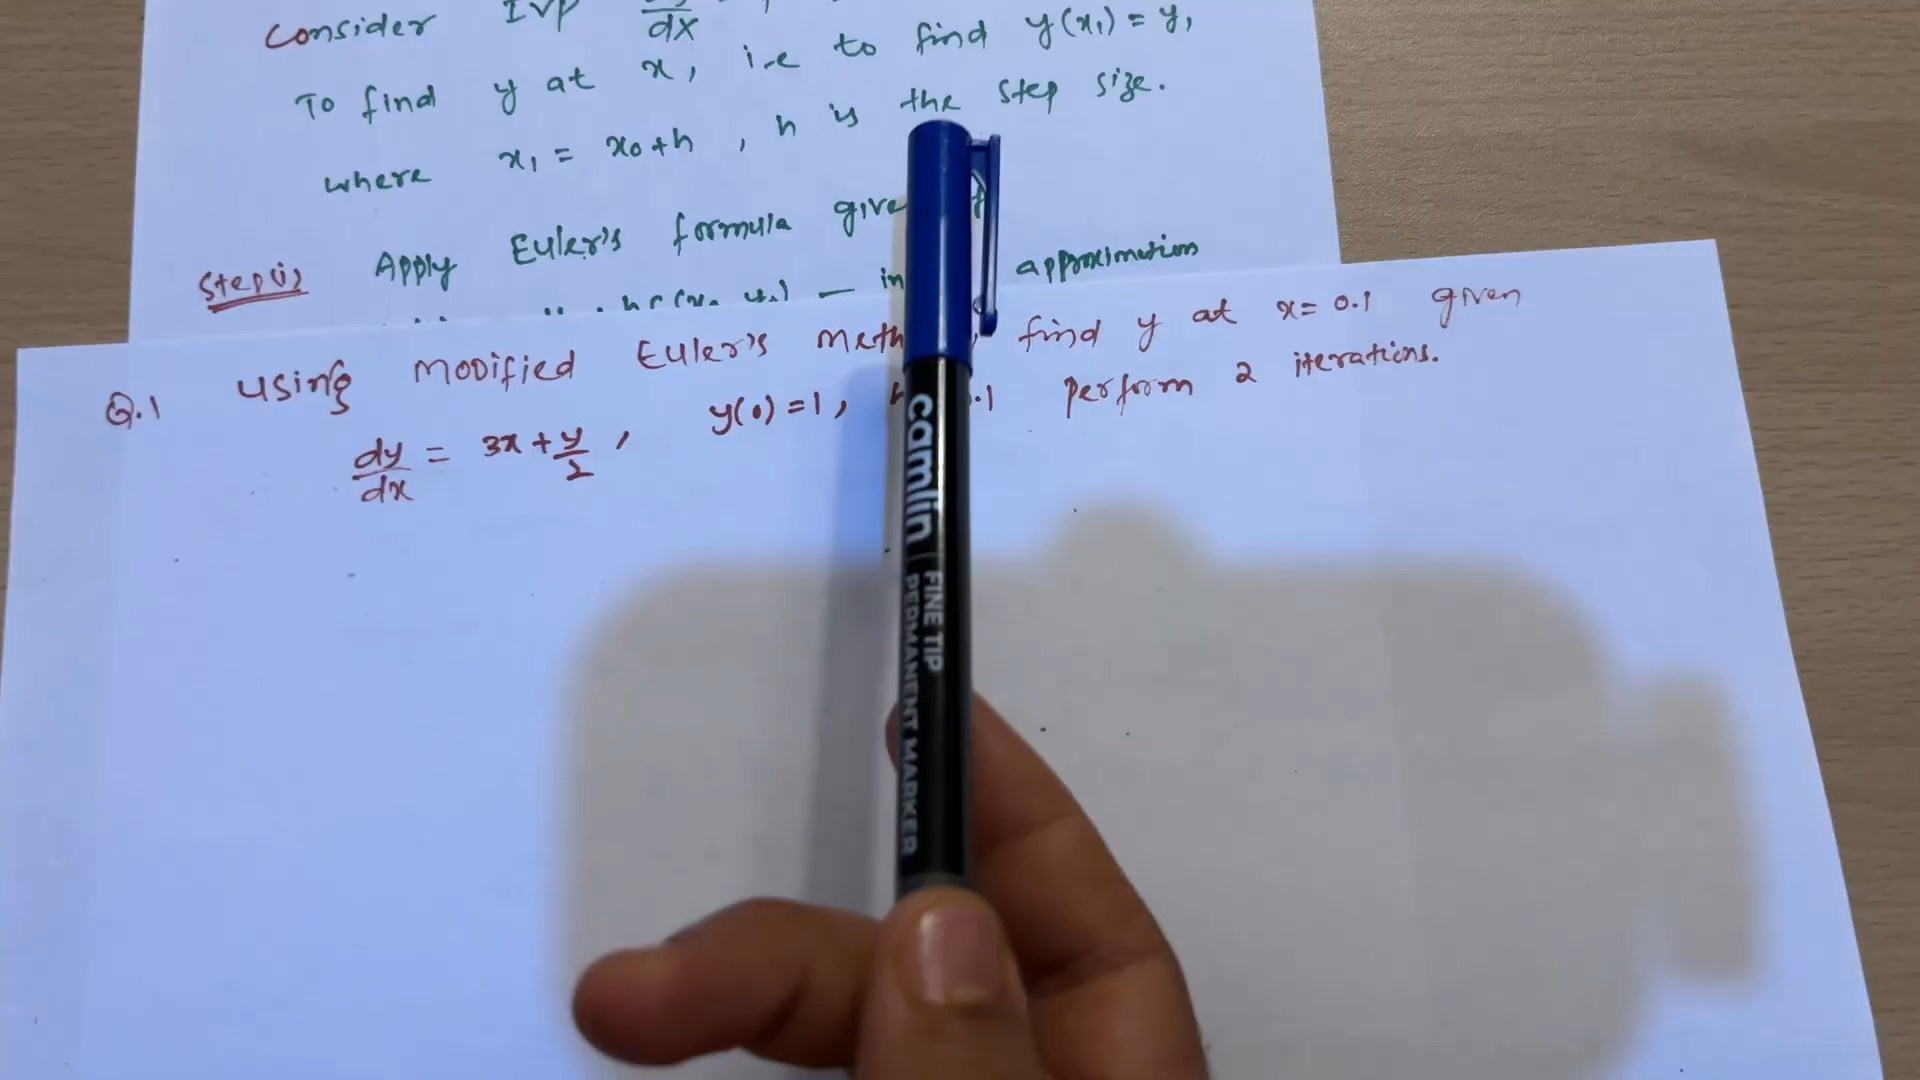 Consider IVP dy/dx
To find y at x, i.e to find y(x₁) = y₁
where x₁ = x₀+h , h is the step size.
Step(i) Apply Euler's formula give
approximation
Q.1 Using Modified Euler's Meth find y at x= 0.1 given
dy/dx = 3x + y/2 , y(0) =1, .1 perform 2 iterations.
camlin FINE TIP
PERMANENT MARKER